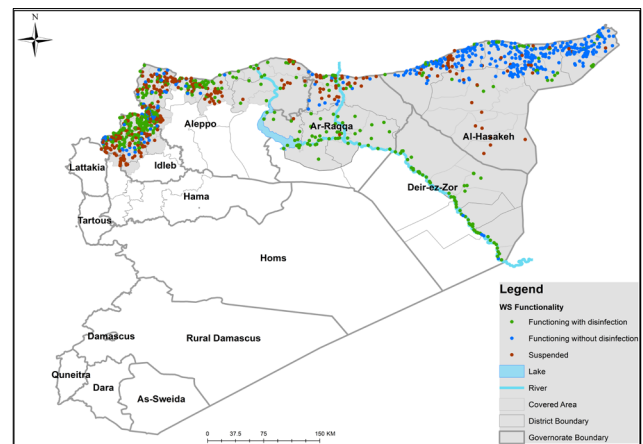 N
Aleppo
Ar-Raqqa
Al-Hasakeh
Lattakia
Idleb
Deir-ez-Zor
Hama
Tartous
Homs
Damascus
Rural Damascus
Quneitra
Dara
As-Sweida
0 37.5 75 150 KM
Legend
WS Functionality
Functioning with disinfection
Functioning without disinfection
Suspended
Lake
River
Covered Area
District Boundary
Governorate Boundary